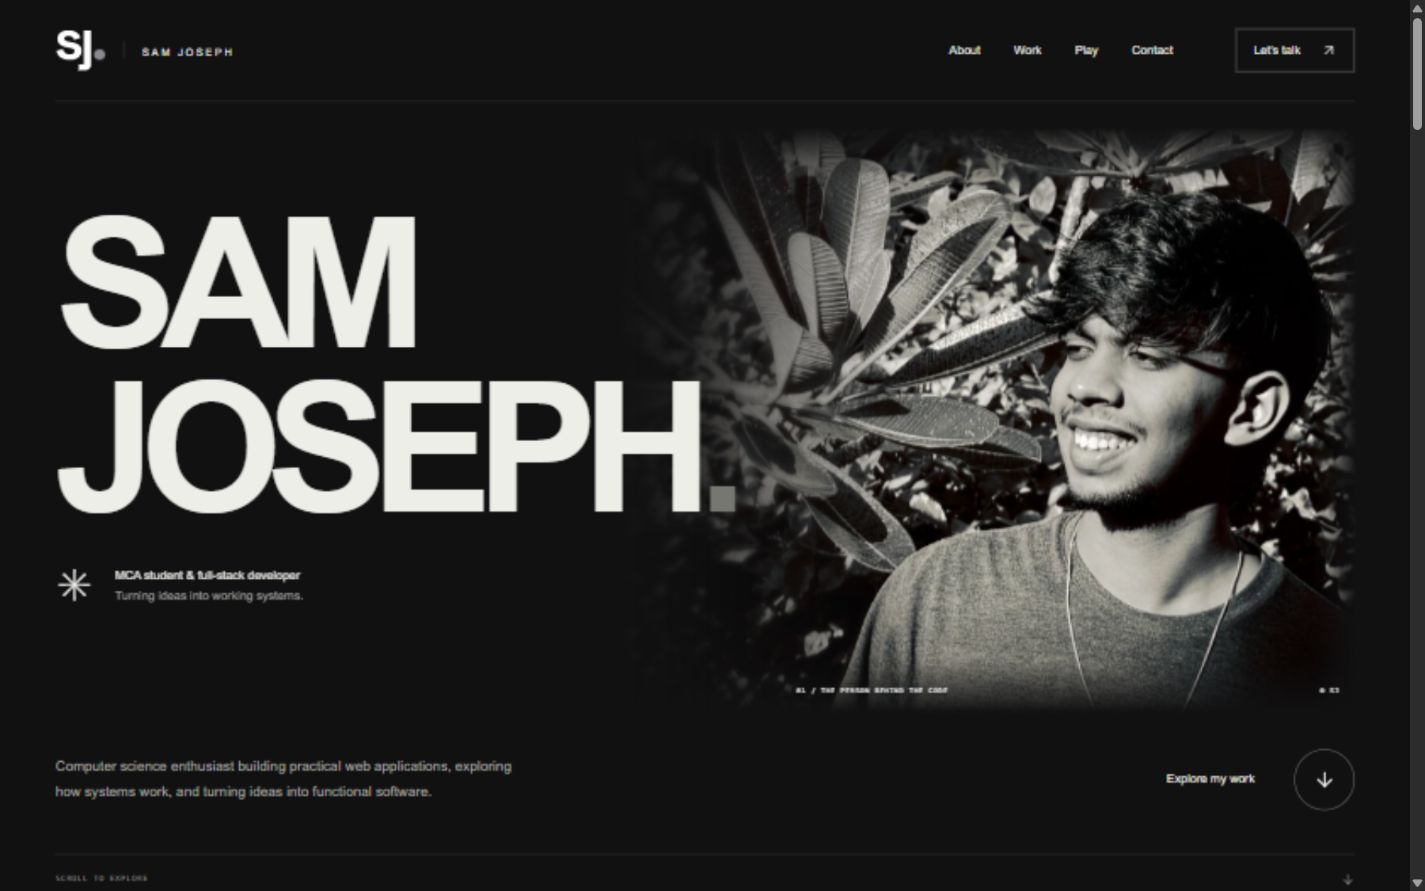 SJ.
SAM JOSEPH
About Work Play Contact
Let's talk
SAM
JOSEPH.
MCA student & full-stack developer
Turning ideas into working systems.
01 / THE PERSON BEHIND THE CODE
© SJ
Computer science enthusiast building practical web applications, exploring
how systems work, and turning ideas into functional software.
Explore my work
SCROLL TO EXPLORE